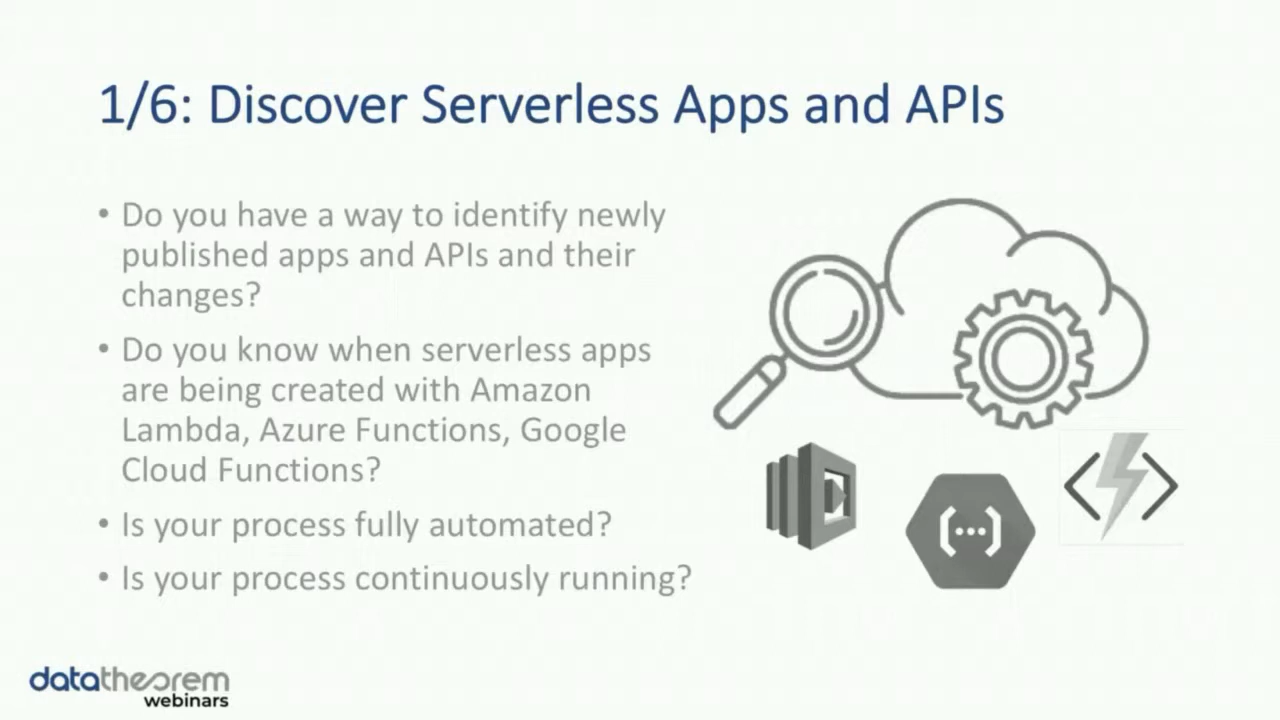 1/6: Discover Serverless Apps and APIs
• Do you have a way to identify newly
published apps and APIs and their
changes?
• Do you know when serverless apps
are being created with Amazon
Lambda, Azure Functions, Google
Cloud Functions?
• Is your process fully automated?
• Is your process continuously running?
datatheorem
webinars